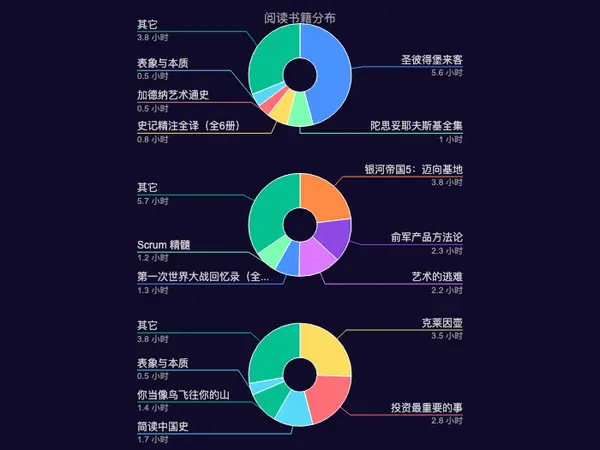 阅读书籍分布
其它
3.8 小时
圣彼得堡来客
5.6 小时
表象与本质
0.5 小时
加德纳艺术通史
0.5 小时
史记精注全译（全6册）
0.8 小时
陀思妥耶夫斯基全集
1 小时
银河帝国5：迈向基地
3.8 小时
其它
5.7 小时
俞军产品方法论
2.3 小时
Scrum 精髓
1.2 小时
第一次世界大战回忆录（全...
1.3 小时
艺术的逃难
2.2 小时
其它
3.8 小时
克莱因壶
3.5 小时
表象与本质
0.5 小时
你当像鸟飞往你的山
1.4 小时
投资最重要的事
2.8 小时
简读中国史
1.7 小时